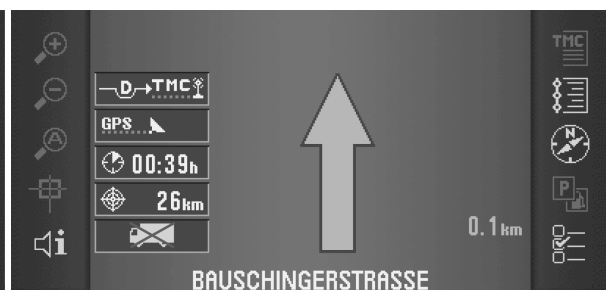 TMC
D TMC
GPS
A
00:39h
N
26km
P
0.1km
i
BAUSCHINGERSTRASSE